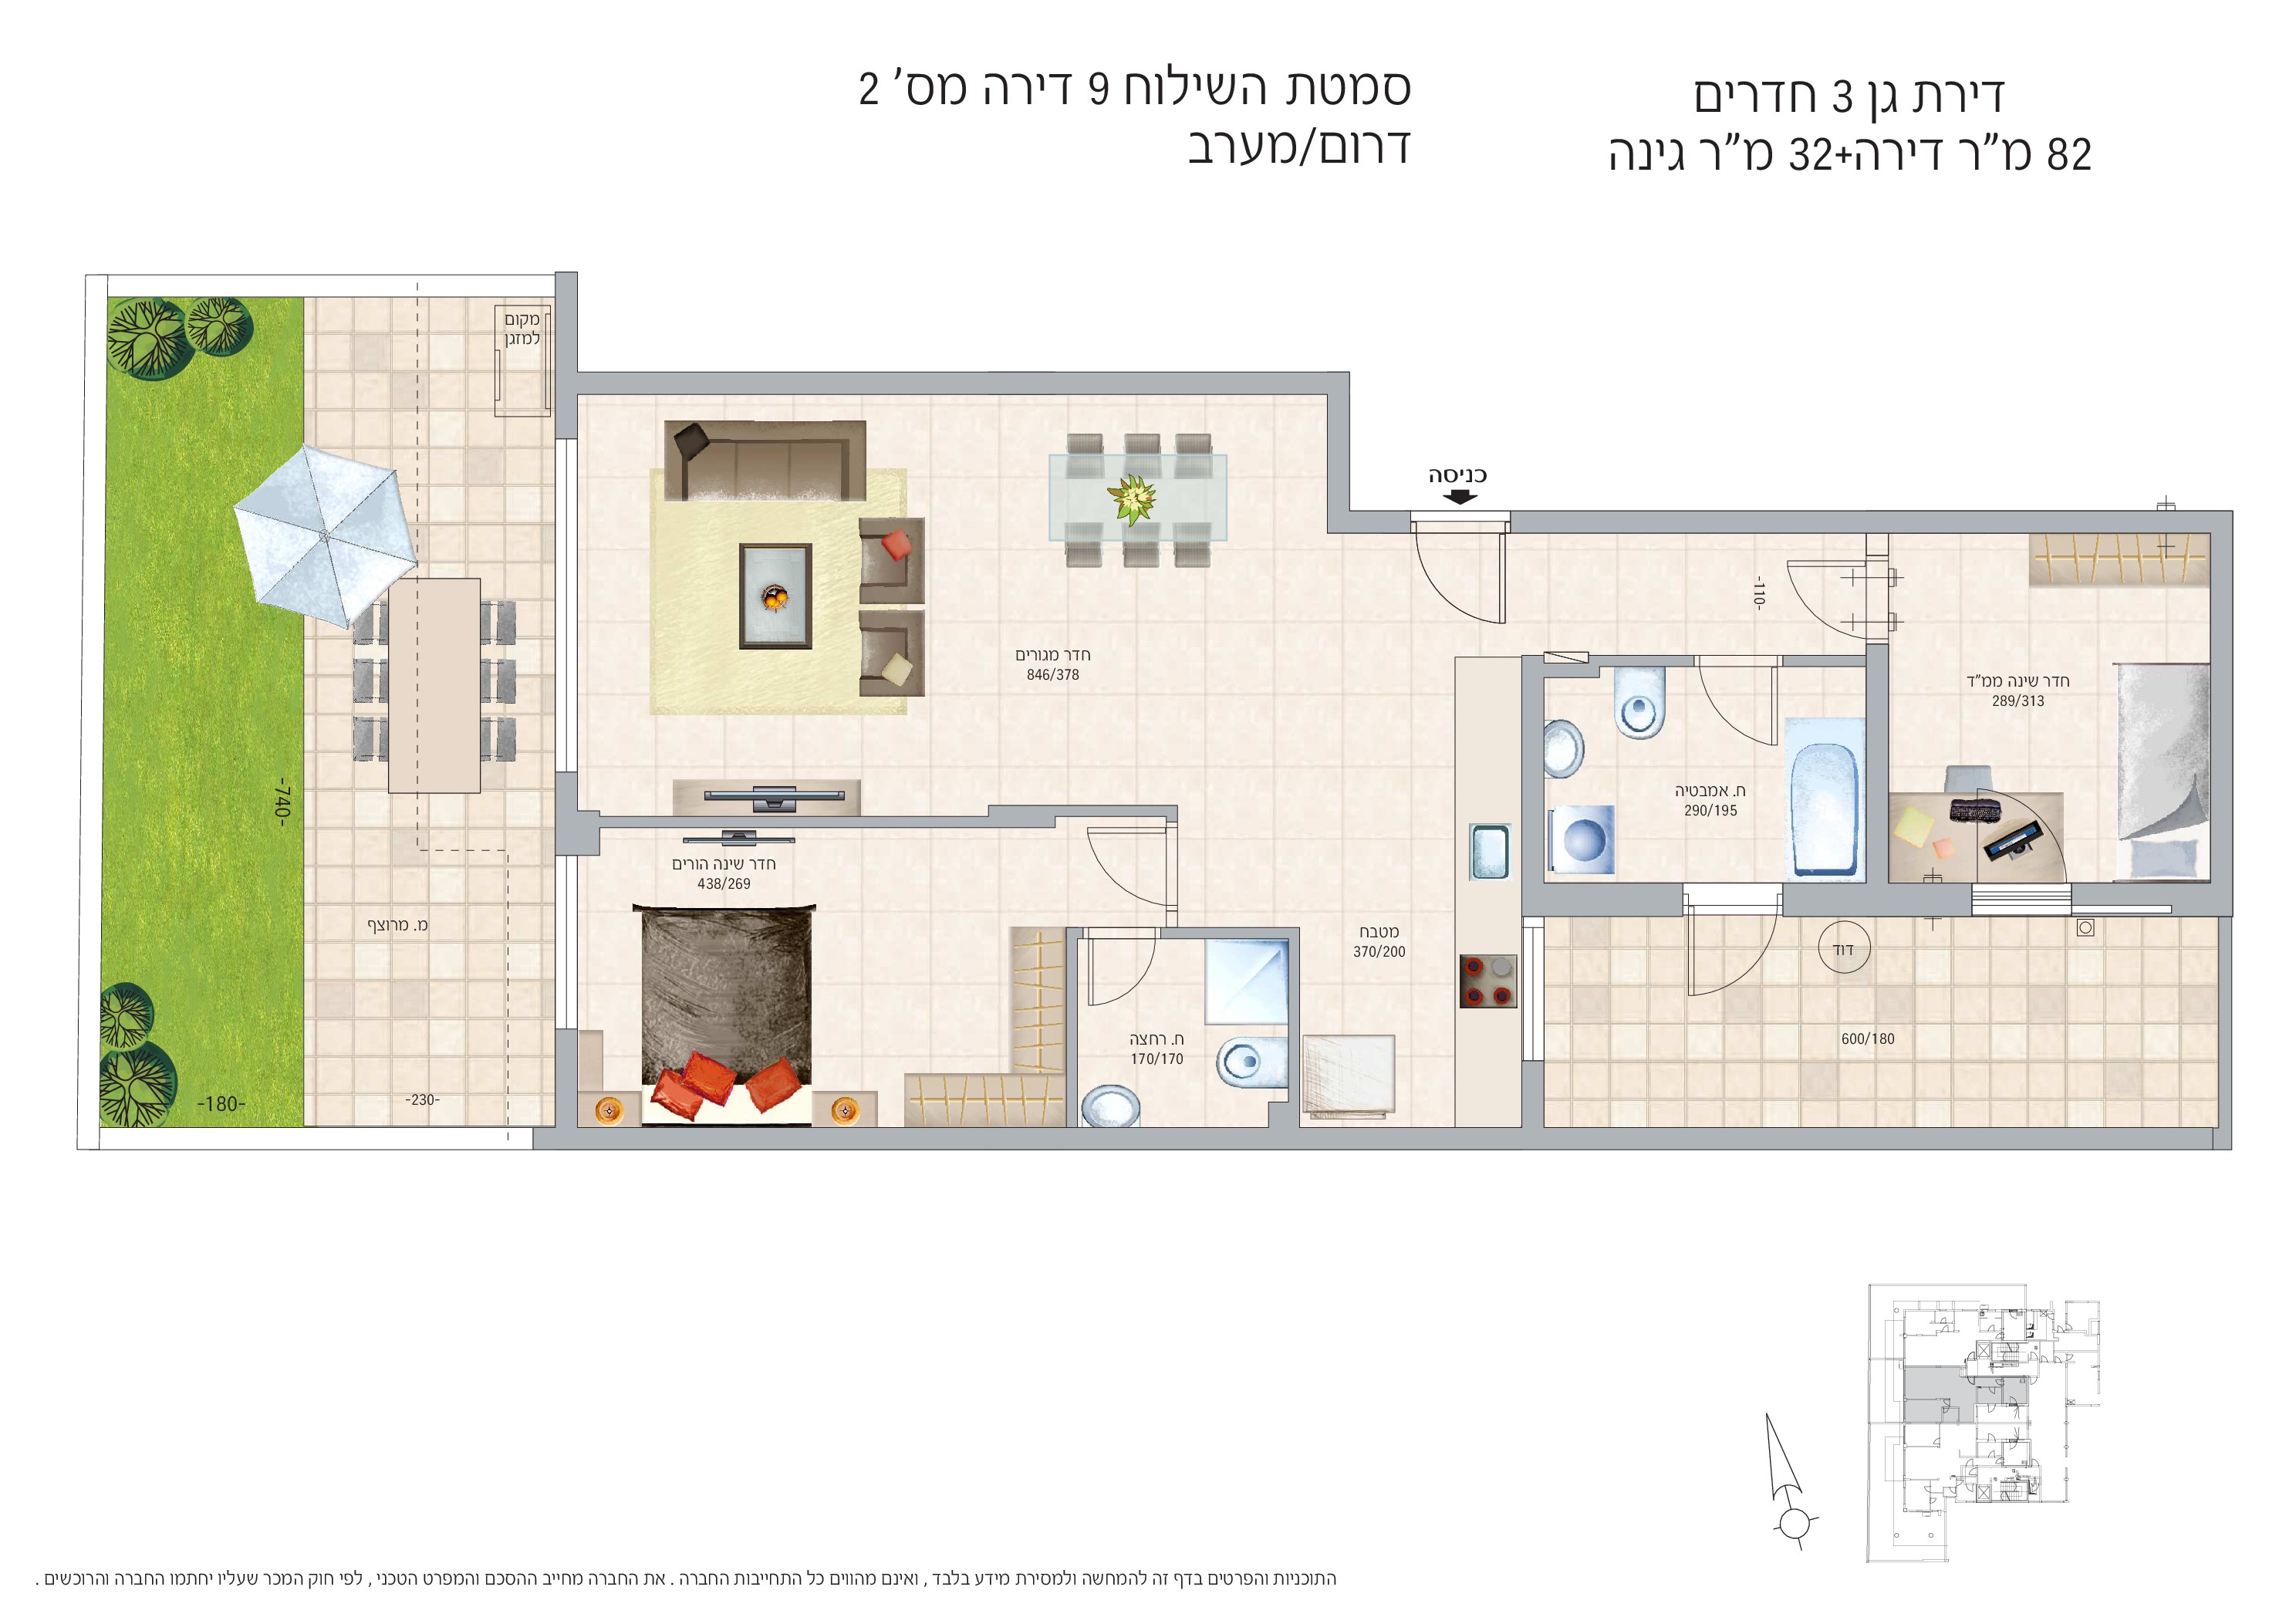 דירת גן 3 חדרים
82 מ"ר דירה+32 מ"ר גינה
סמטת השילוח 9 דירה מס' 2
דרום/מערב
מקום
למזגן
כניסה
-110-
חדר מגורים
846/378
חדר שינה ממ"ד
289/313
ח. אמבטיה
290/195
-740-
חדר שינה הורים
438/269
מ. מרוצף
מטבח
370/200
דוד
ח. רחצה
170/170
600/180
-180-
-230-
התוכניות והפרטים בדף זה להמחשה ולמסירת מידע בלבד , ואינם מהווים כל התחייבות החברה . את החברה מחייב ההסכם והמפרט הטכני , לפי חוק המכר שעליו יחתמו החברה והרוכשים .